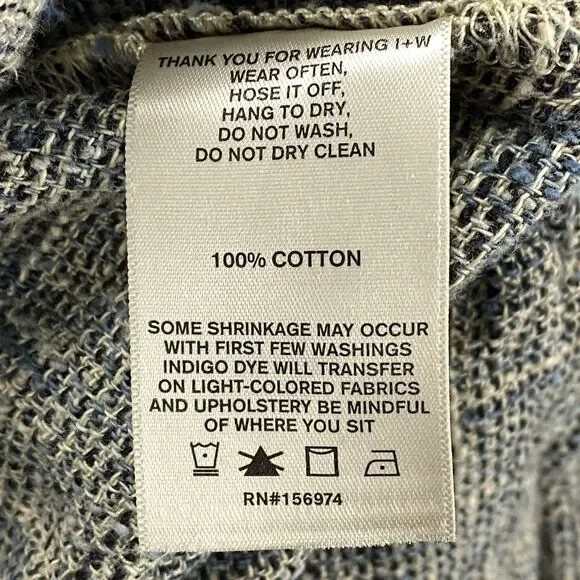 THANK YOU FOR WEARING I+W
WEAR OFTEN,
HOSE IT OFF,
HANG TO DRY,
DO NOT WASH,
DO NOT DRY CLEAN
100% COTTON
SOME SHRINKAGE MAY OCCUR
WITH FIRST FEW WASHINGS
INDIGO DYE WILL TRANSFER
ON LIGHT-COLORED FABRICS
AND UPHOLSTERY BE MINDFUL
OF WHERE YOU SIT
RN#156974